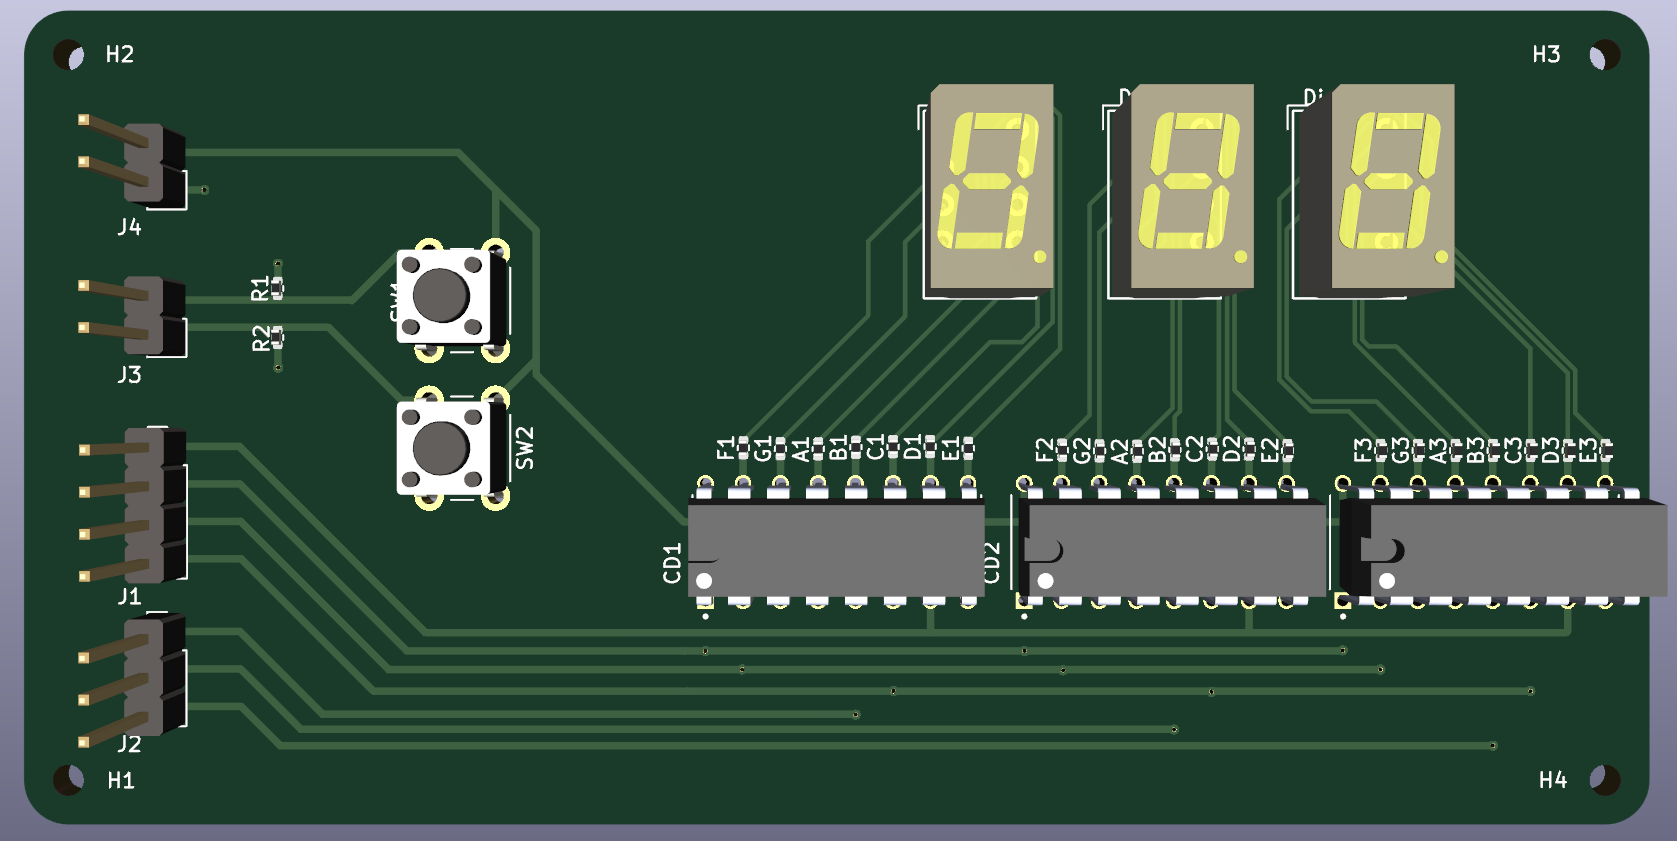 H2
H3
D
Di
J4
R1
SW1
R2
J3
SW2
F1 G1 A1 B1 C1 D1 E1
F2 G2 A2 B2 C2 D2 E2
F3 G3 A3 B3 C3 D3 E3
CD1
CD2
J1
J2
H1
H4